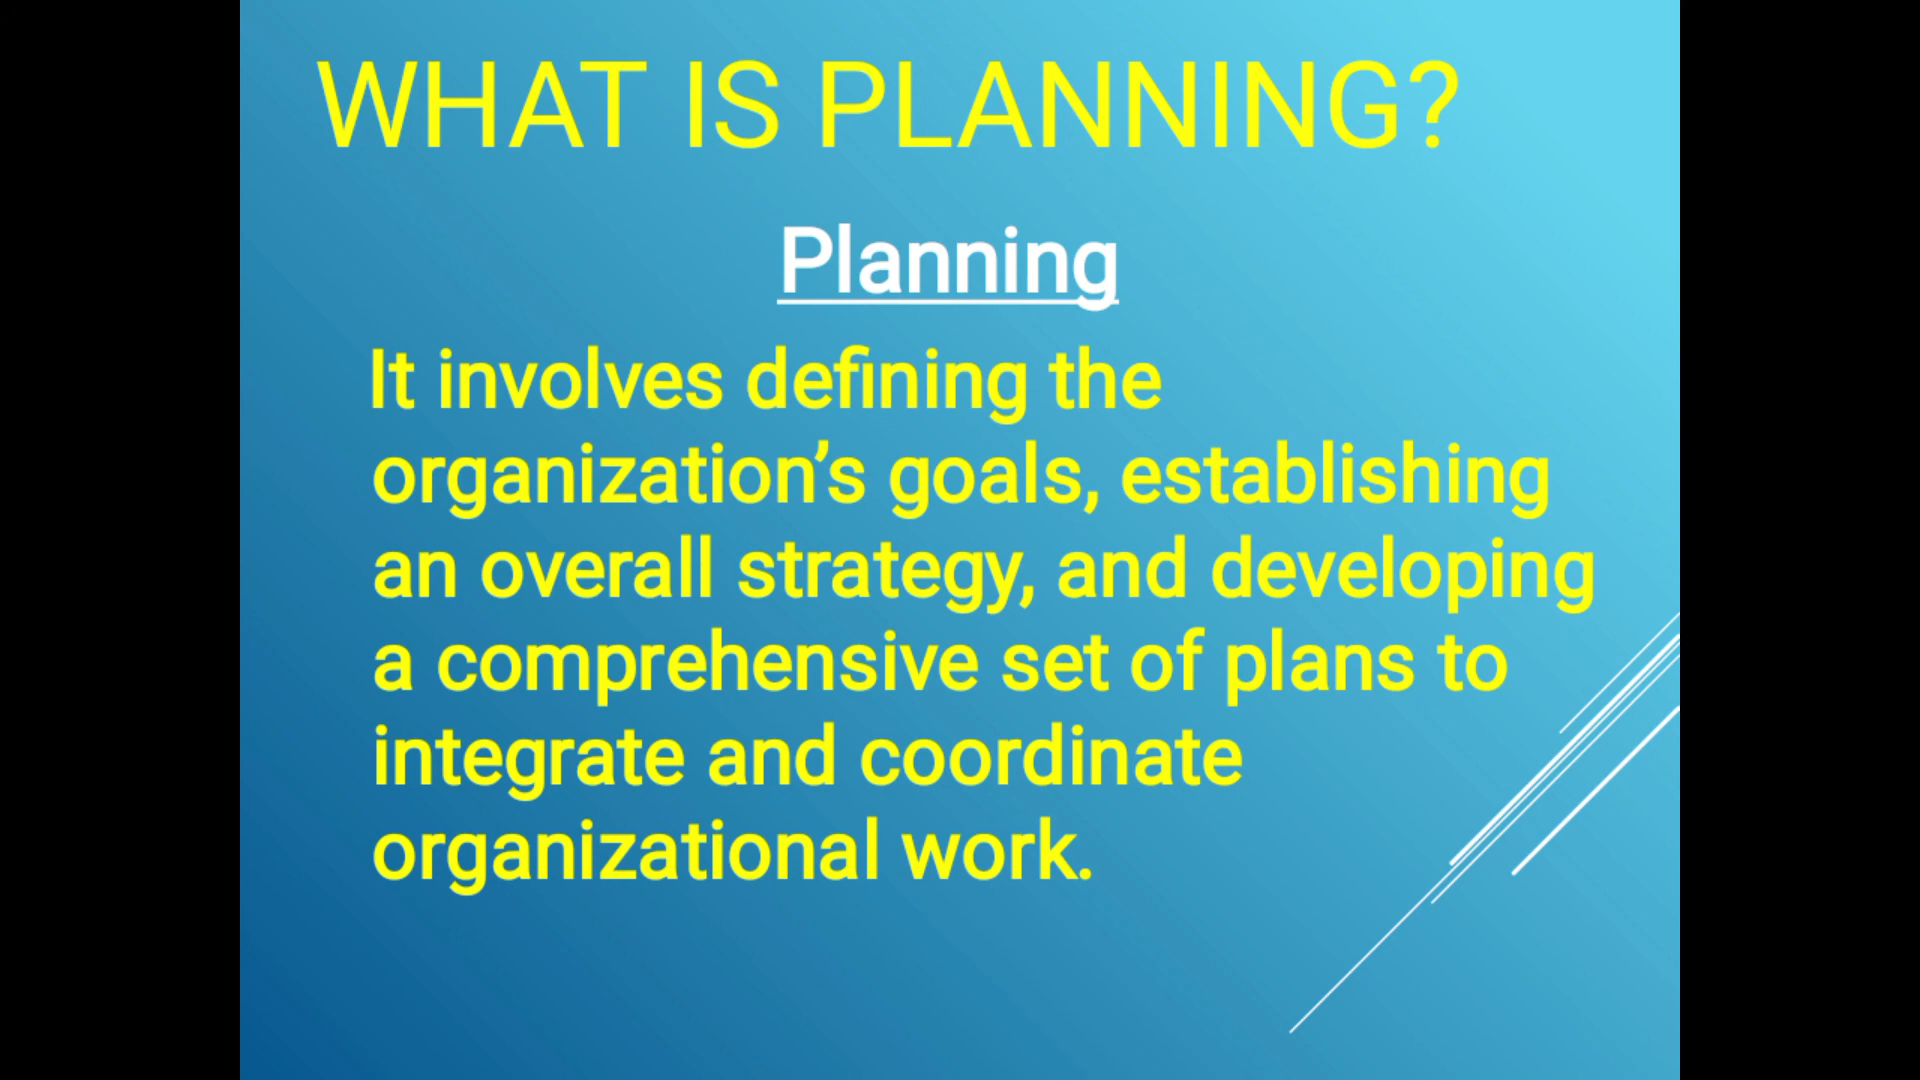 WHAT IS PLANNING?
Planning
It involves defining the
organization’s goals, establishing
an overall strategy, and developing
a comprehensive set of plans to
integrate and coordinate
organizational work.